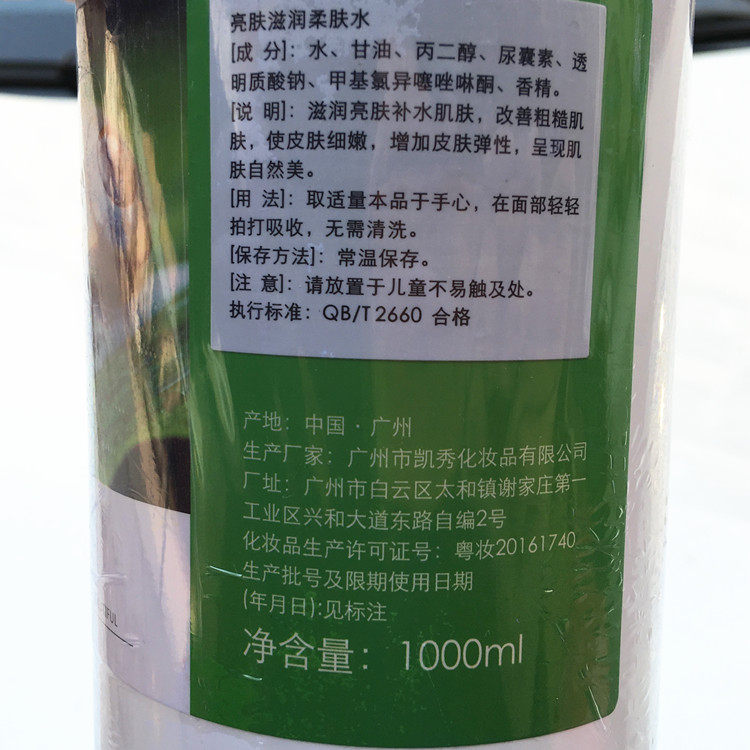 亮肤滋润柔肤水
[成 分]：水、甘油、丙二醇、尿囊素、透
明质酸钠、甲基氯异噻唑啉酮、香精。
[说 明]：滋润亮肤补水肌肤，改善粗糙肌
肤，使皮肤细嫩，增加皮肤弹性，呈现肌
肤自然美。
[用 法]：取适量本品于手心，在面部轻轻
拍打吸收，无需清洗。
[保存方法]：常温保存。
[注 意]：请放置于儿童不易触及处。
执行标准：QB/T2660 合格
产地：中国·广州
生产厂家：广州市凯秀化妆品有限公司
厂址：广州市白云区太和镇谢家庄第一
工业区兴和大道东路自编2号
化妆品生产许可证号：粤妆20161740
生产批号及限期使用日期
(年月日):见标注
净含量：1000ml